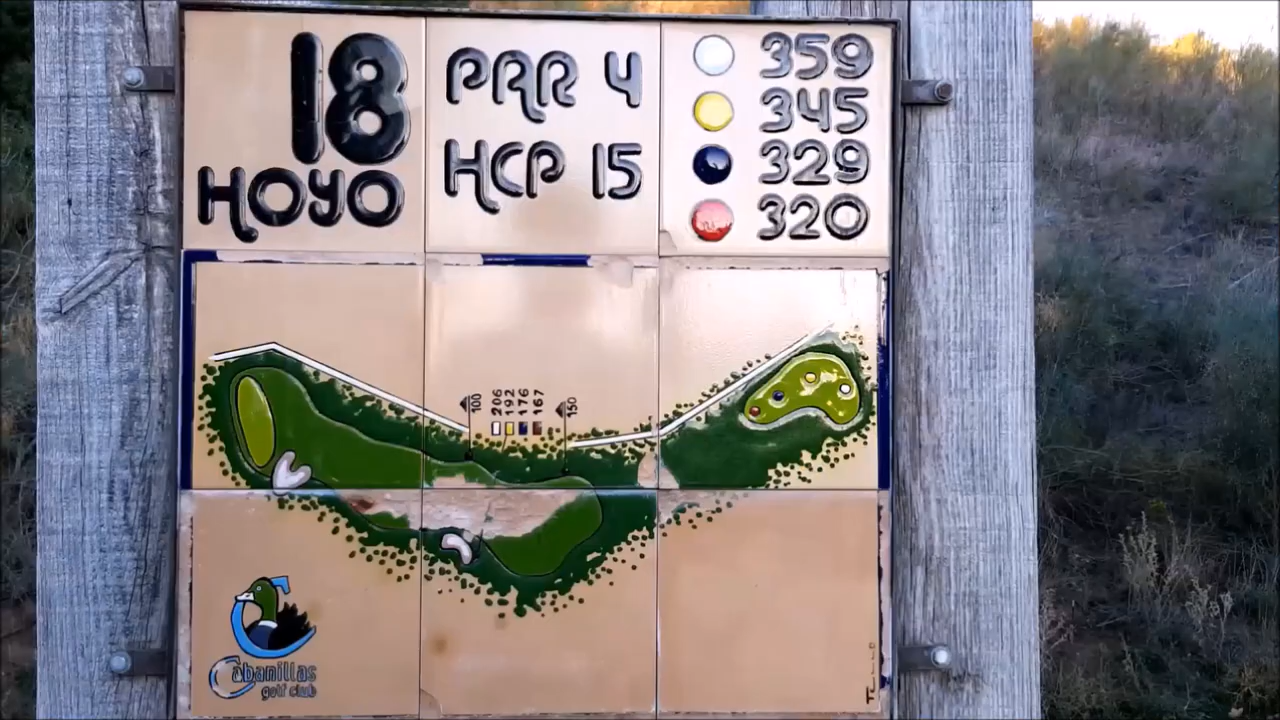 18
HOYO
PAR 4
HCP 15
359
345
329
320
100
206
192
176
167
150
Cabanillas
golf club